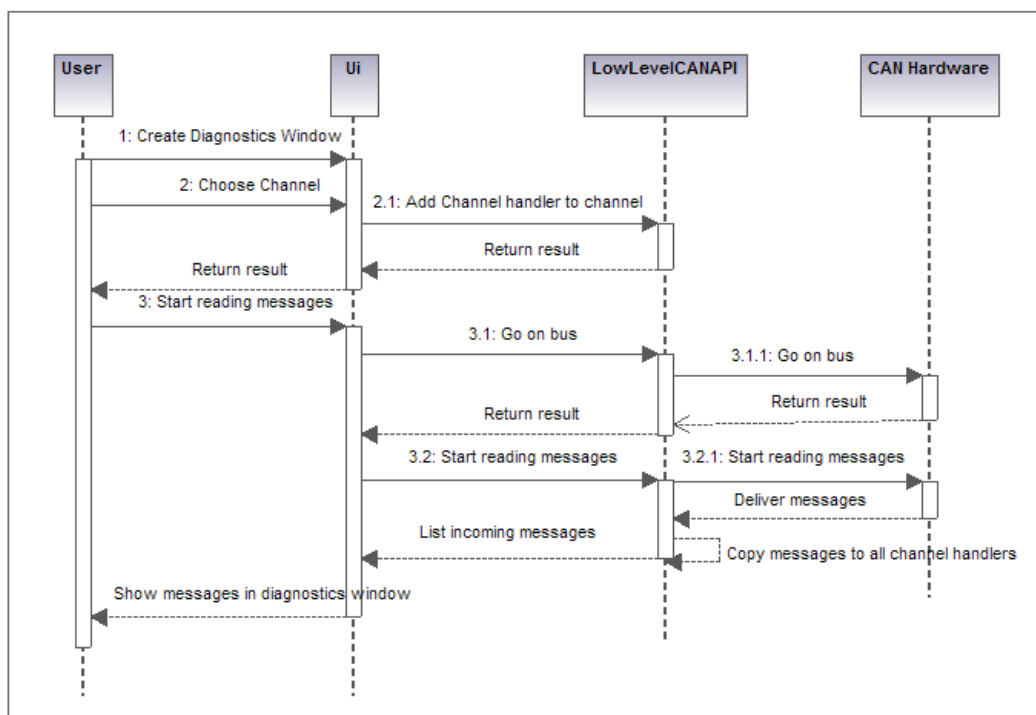 User
Ui
LowLevelCANAPI
CAN Hardware
1: Create Diagnostics Window
2: Choose Channel
2.1: Add Channel handler to channel
Return result
Return result
3: Start reading messages
3.1: Go on bus
3.1.1: Go on bus
Return result
Return result
3.2: Start reading messages
3.2.1: Start reading messages
Deliver messages
List incoming messages
Copy messages to all channel handlers
Show messages in diagnostics window